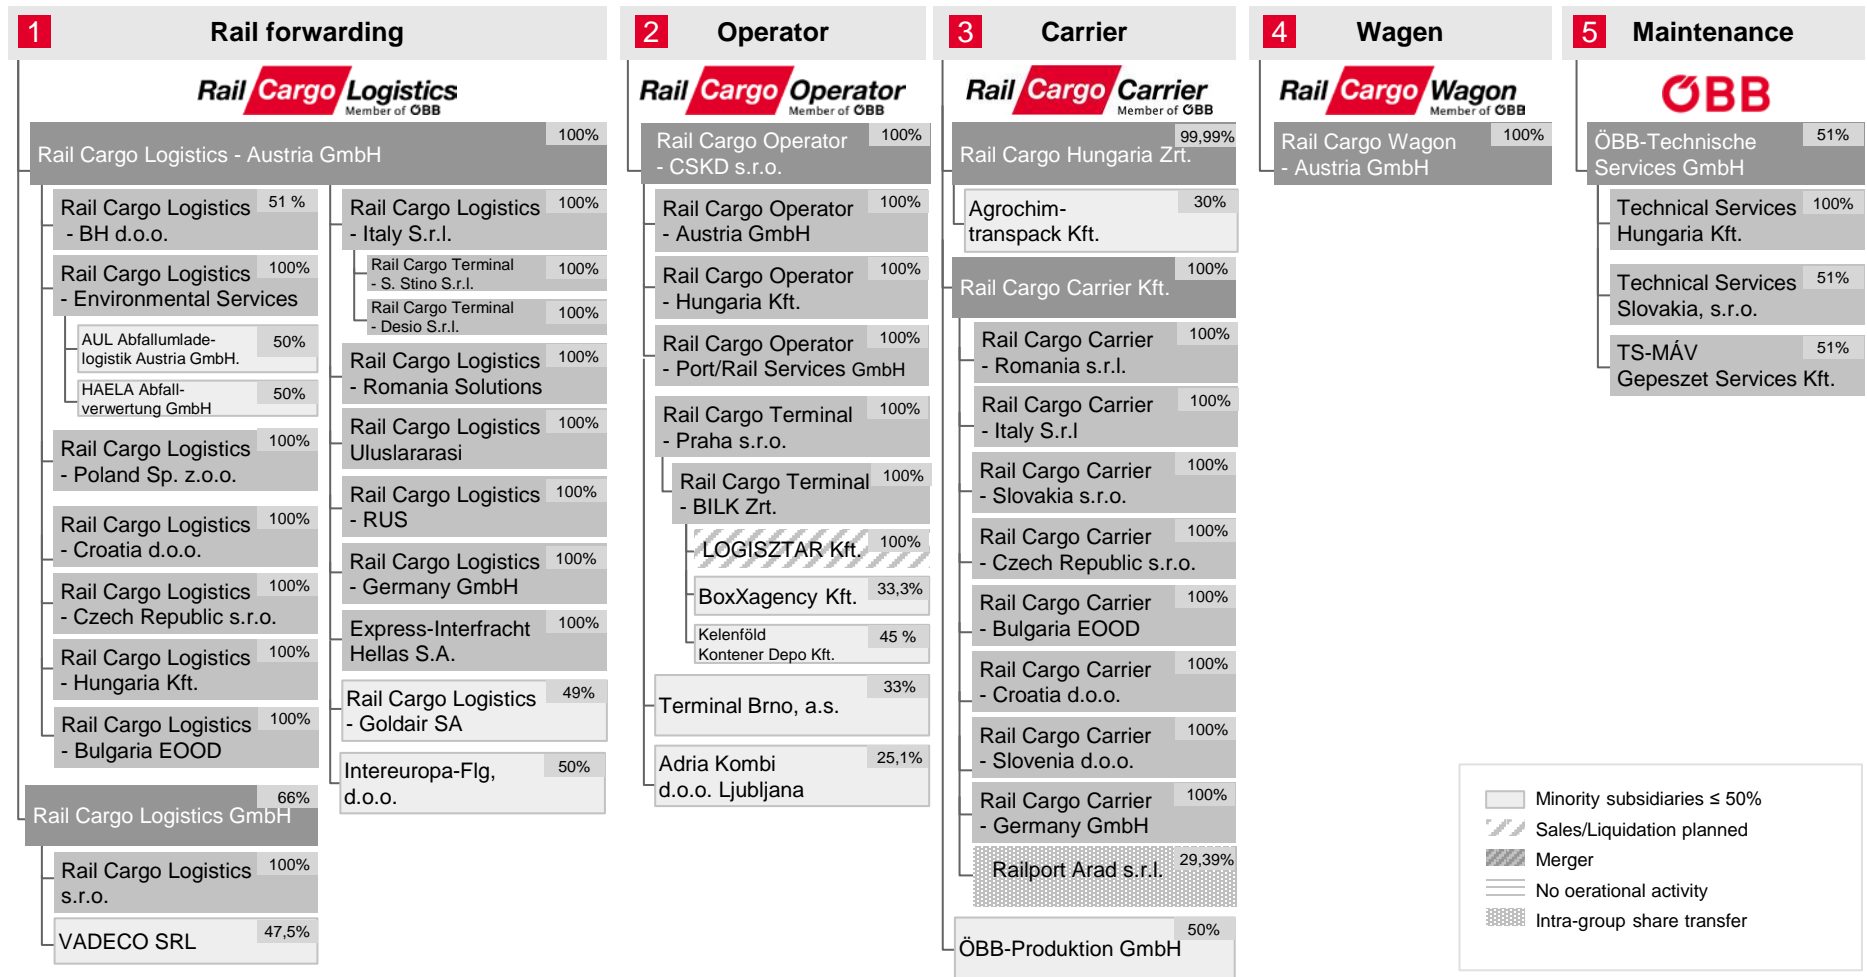 1 Rail forwarding
Rail Cargo Logistics
Member of ÖBB
100%
Rail Cargo Logistics - Austria GmbH
Rail Cargo Logistics 51 %
- BH d.o.o.
Rail Cargo Logistics 100%
- Environmental Services
AUL Abfallumlade-
logistik Austria GmbH. 50%
HAELA Abfall-
verwertung GmbH 50%
Rail Cargo Logistics 100%
- Poland Sp. z.o.o.
Rail Cargo Logistics 100%
- Croatia d.o.o.
Rail Cargo Logistics 100%
- Czech Republic s.r.o.
Rail Cargo Logistics 100%
- Hungaria Kft.
Rail Cargo Logistics 100%
- Bulgaria EOOD
Rail Cargo Logistics 100%
- Italy S.r.l.
Rail Cargo Terminal 100%
- S. Stino S.r.l.
Rail Cargo Terminal 100%
- Desio S.r.l.
Rail Cargo Logistics 100%
- Romania Solutions
Rail Cargo Logistics 100%
Uluslararasi
Rail Cargo Logistics 100%
- RUS
Rail Cargo Logistics 100%
- Germany GmbH
Express-Interfracht 100%
Hellas S.A.
Rail Cargo Logistics 49%
- Goldair SA
Intereuropa-Flg, 50%
d.o.o.
66%
Rail Cargo Logistics GmbH
Rail Cargo Logistics 100%
s.r.o.
VADECO SRL 47,5%
2 Operator
Rail Cargo Operator
Member of ÖBB
Rail Cargo Operator 100%
- CSKD s.r.o.
Rail Cargo Operator 100%
- Austria GmbH
Rail Cargo Operator 100%
- Hungaria Kft.
Rail Cargo Operator 100%
- Port/Rail Services GmbH
Rail Cargo Terminal 100%
- Praha s.r.o.
Rail Cargo Terminal 100%
- BILK Zrt.
LOGISZTAR Kft. 100%
BoxXagency Kft. 33,3%
Kelenföld 45 %
Kontener Depo Kft.
33%
Terminal Brno, a.s.
Adria Kombi 25,1%
d.o.o. Ljubljana
3 Carrier
Rail Cargo Carrier
Member of ÖBB
99,99%
Rail Cargo Hungaria Zrt.
Agrochim- 30%
transpack Kft.
100%
Rail Cargo Carrier Kft.
Rail Cargo Carrier 100%
- Romania s.r.l.
Rail Cargo Carrier 100%
- Italy S.r.l
Rail Cargo Carrier 100%
- Slovakia s.r.o.
Rail Cargo Carrier 100%
- Czech Republic s.r.o.
Rail Cargo Carrier 100%
- Bulgaria EOOD
Rail Cargo Carrier 100%
- Croatia d.o.o.
Rail Cargo Carrier 100%
- Slovenia d.o.o.
Rail Cargo Carrier 100%
- Germany GmbH
Railport Arad s.r.l. 29,39%
50%
ÖBB-Produktion GmbH
4 Wagen
Rail Cargo Wagon
Member of ÖBB
Rail Cargo Wagon 100%
- Austria GmbH
5 Maintenance
ÖBB
ÖBB-Technische 51%
Services GmbH
Technical Services 100%
Hungaria Kft.
Technical Services 51%
Slovakia, s.r.o.
TS-MÁV 51%
Gepeszet Services Kft.
Minority subsidiaries ≤ 50%
Sales/Liquidation planned
Merger
No oerational activity
Intra-group share transfer